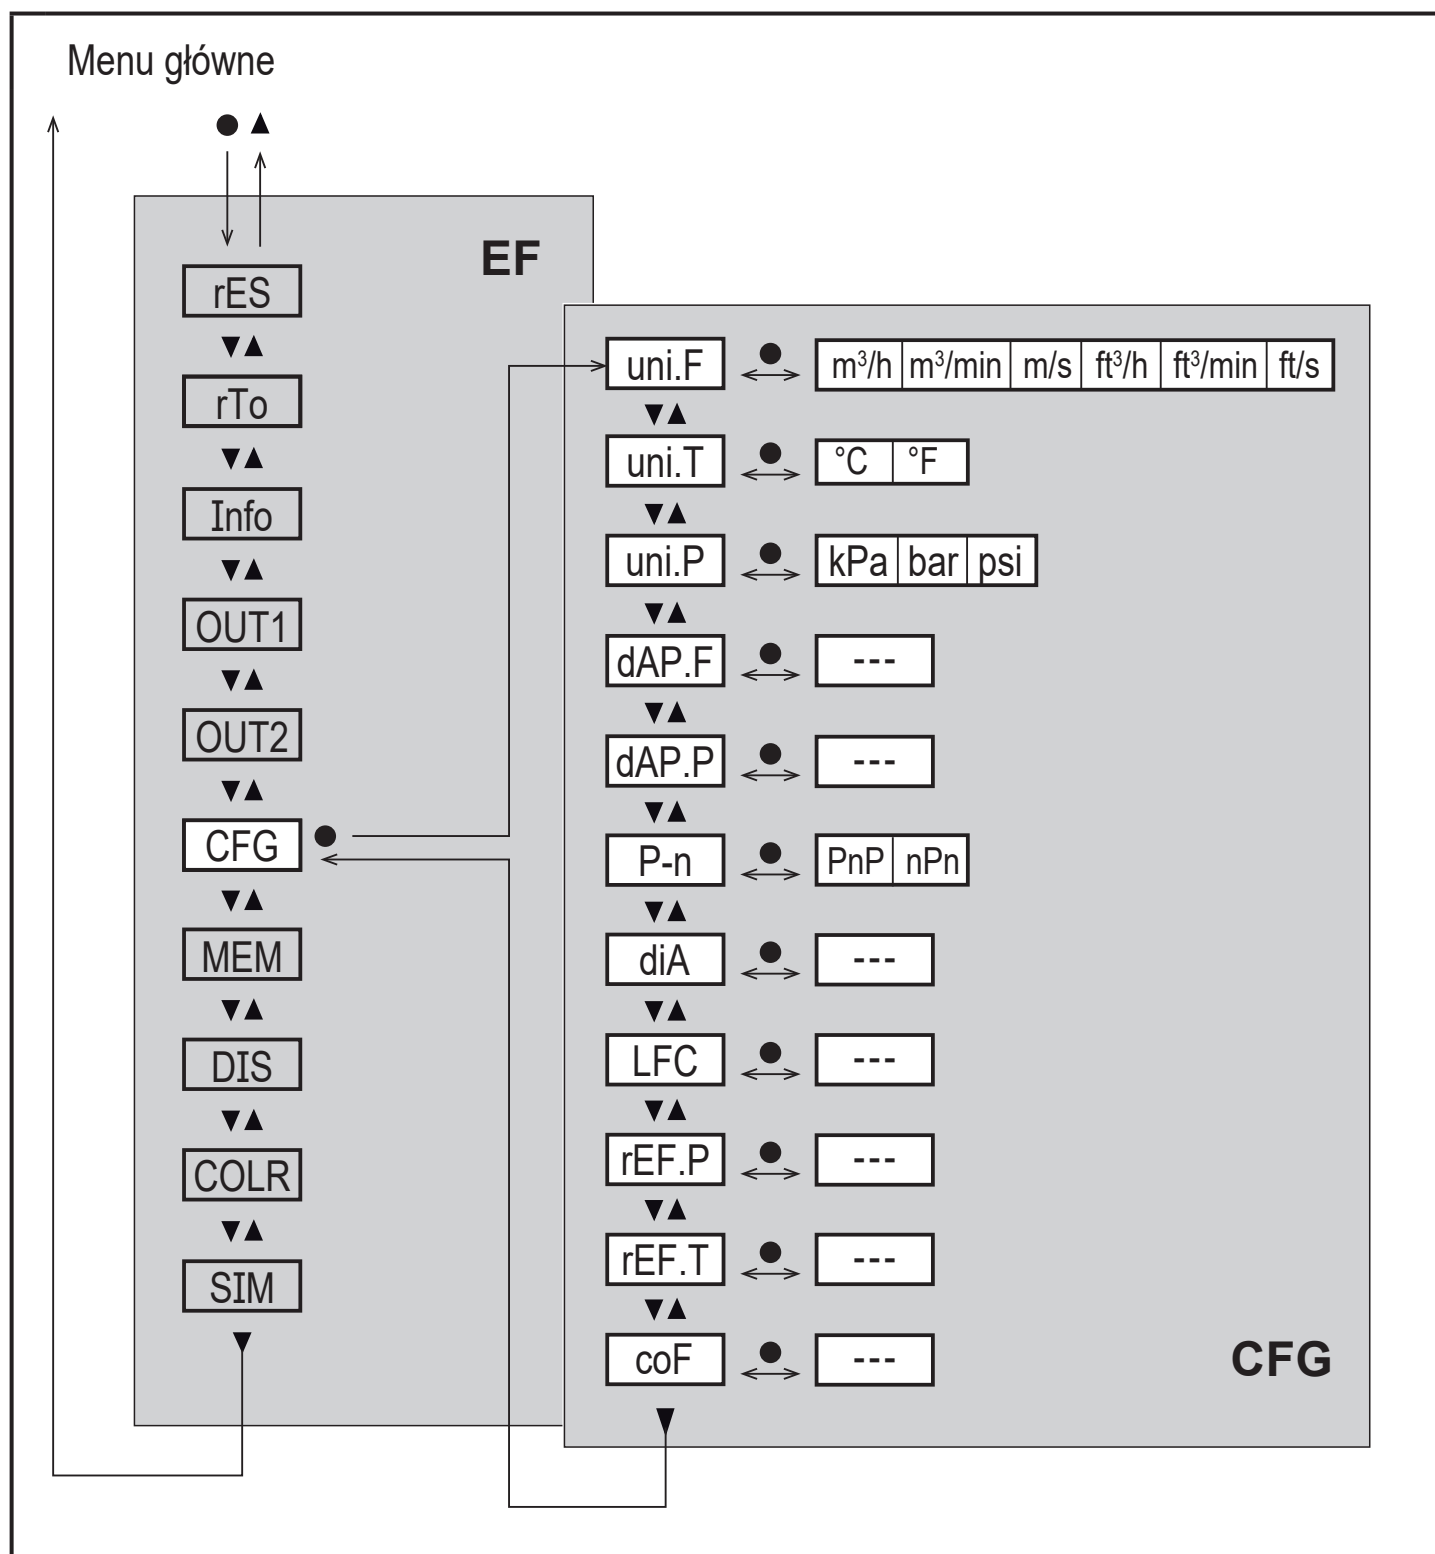 Menu główne
EF
rES
rTo
Info
OUT1
OUT2
CFG
MEM
DIS
COLR
SIM
uni.F m³/h m³/min m/s ft³/h ft³/min ft/s
uni.T °C °F
uni.P kPa bar psi
dAP.F ---
dAP.P ---
P-n PnP nPn
diA ---
LFC ---
rEF.P ---
rEF.T ---
coF ---
CFG